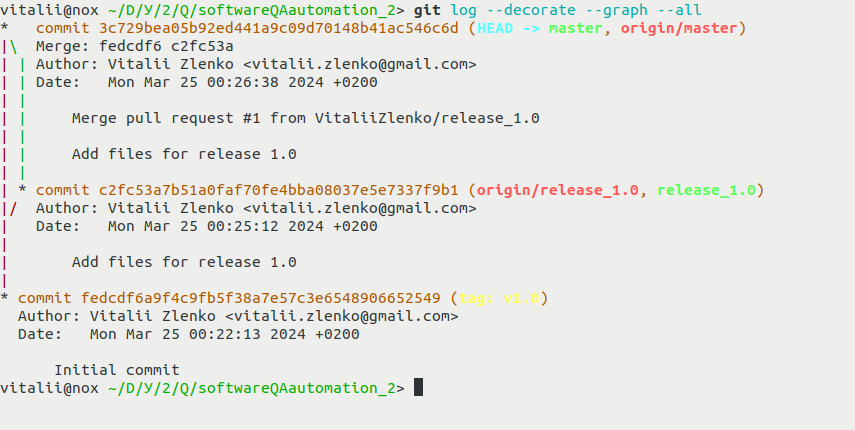 vitalii@nox ~/D/У/2/Q/softwareQAautomation_2> git log --decorate --graph --all
*   commit 3c729bea05b92ed441a9c09d70148b41ac546c6d (HEAD -> master, origin/master)
|\  Merge: fedcdf6 c2fc53a
| | Author: Vitalii Zlenko <vitalii.zlenko@gmail.com>
| | Date:   Mon Mar 25 00:26:38 2024 +0200
| |
| |     Merge pull request #1 from VitaliiZlenko/release_1.0
| |
| |     Add files for release 1.0
| |
| * commit c2fc53a7b51a0faf70fe4bba08037e5e7337f9b1 (origin/release_1.0, release_1.0)
|/  Author: Vitalii Zlenko <vitalii.zlenko@gmail.com>
|   Date:   Mon Mar 25 00:25:12 2024 +0200
|
|       Add files for release 1.0
|
* commit fedcdf6a9f4c9fb5f38a7e57c3e6548906652549 (tag: v1.0)
  Author: Vitalii Zlenko <vitalii.zlenko@gmail.com>
  Date:   Mon Mar 25 00:22:13 2024 +0200

      Initial commit
vitalii@nox ~/D/У/2/Q/softwareQAautomation_2>